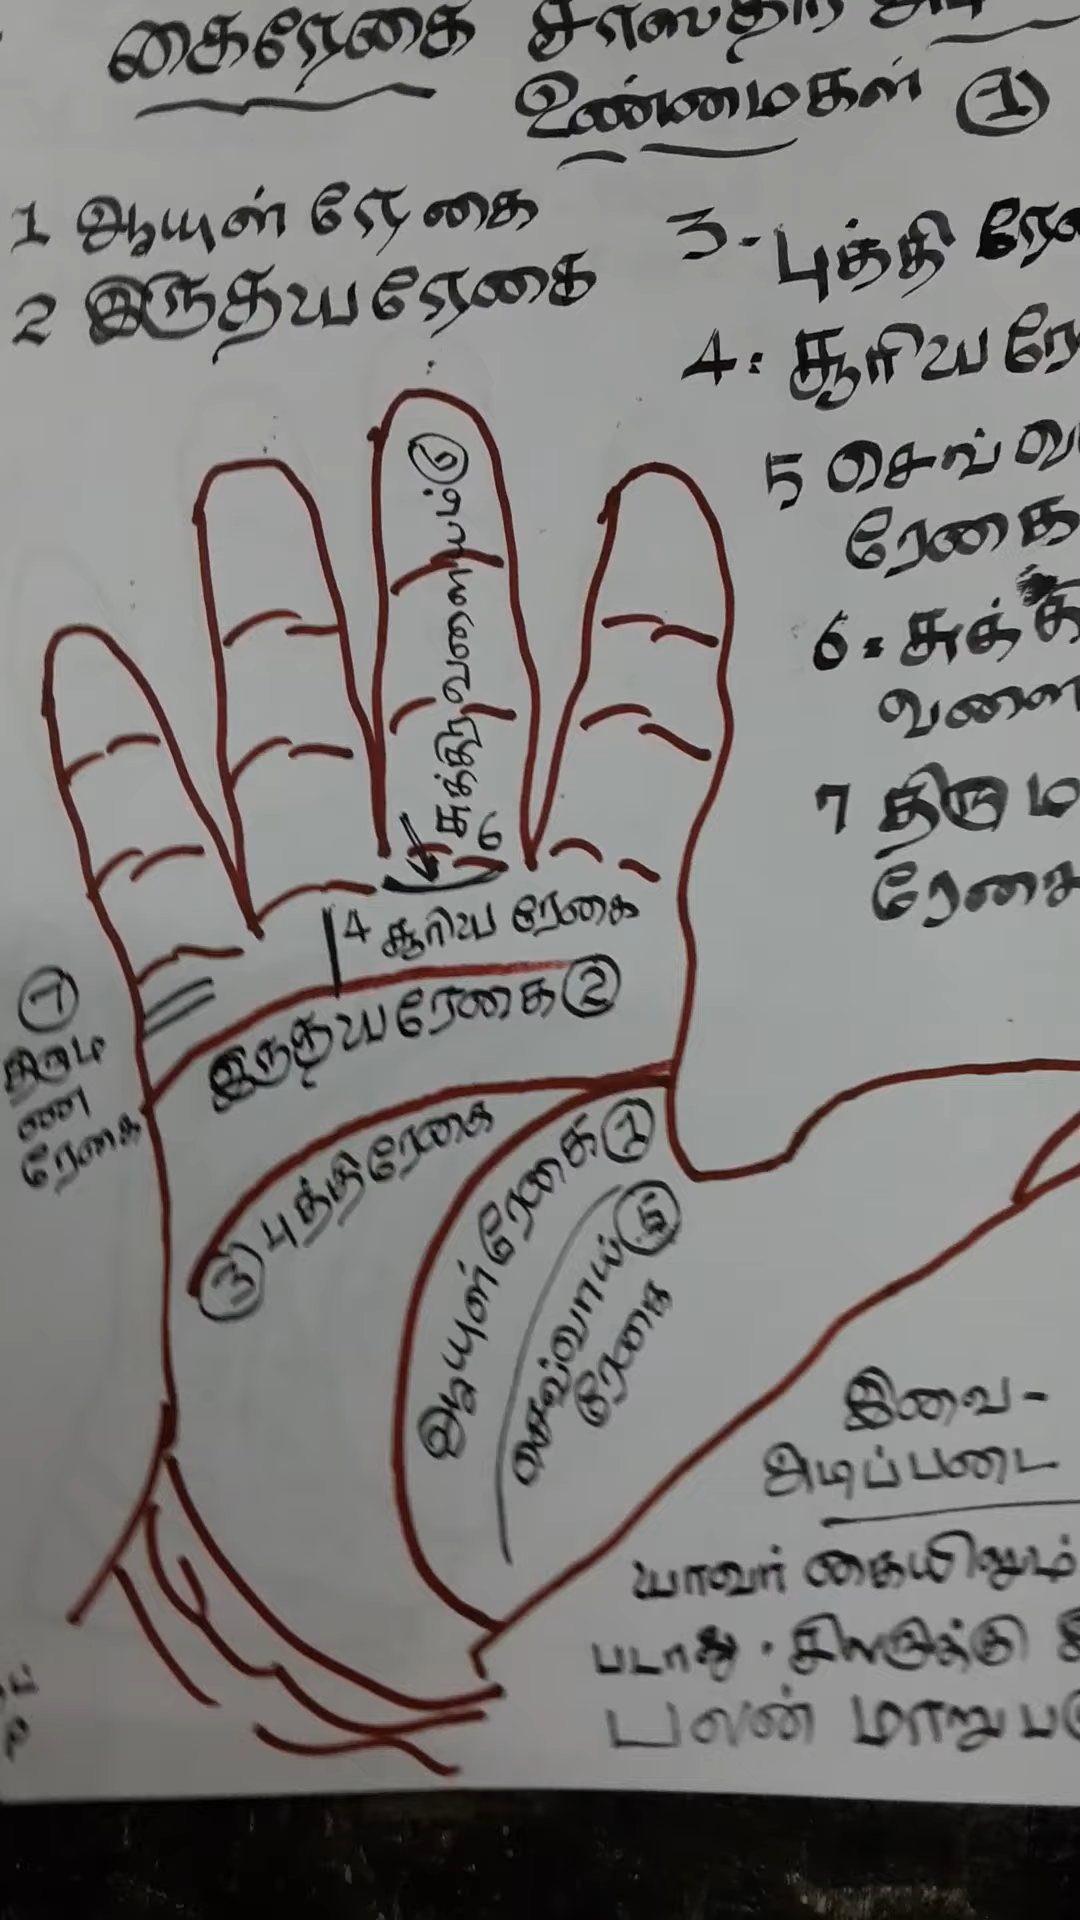 கைரேகை சாஸ்திர
உண்மைகள் 1
1 ஆயுள் ரேகை
2 இருதய ரேகை
3 - புத்தி
4: சூரிய
5
ரேகை
6 =
7
ரேகை
சுக்கிர வளையம் 6
6
4 சூரிய ரேகை
இருதய ரேகை 2
7
திரும
ண
ரேகை
3 புத்தி ரேகை
ஆயுள் ரேகை 1
செவ்வாய் 5
ரேகை
இவை -
அடிப்படை
யாவர் கையிலும்
படாது . சிலருக்கு
பலன்